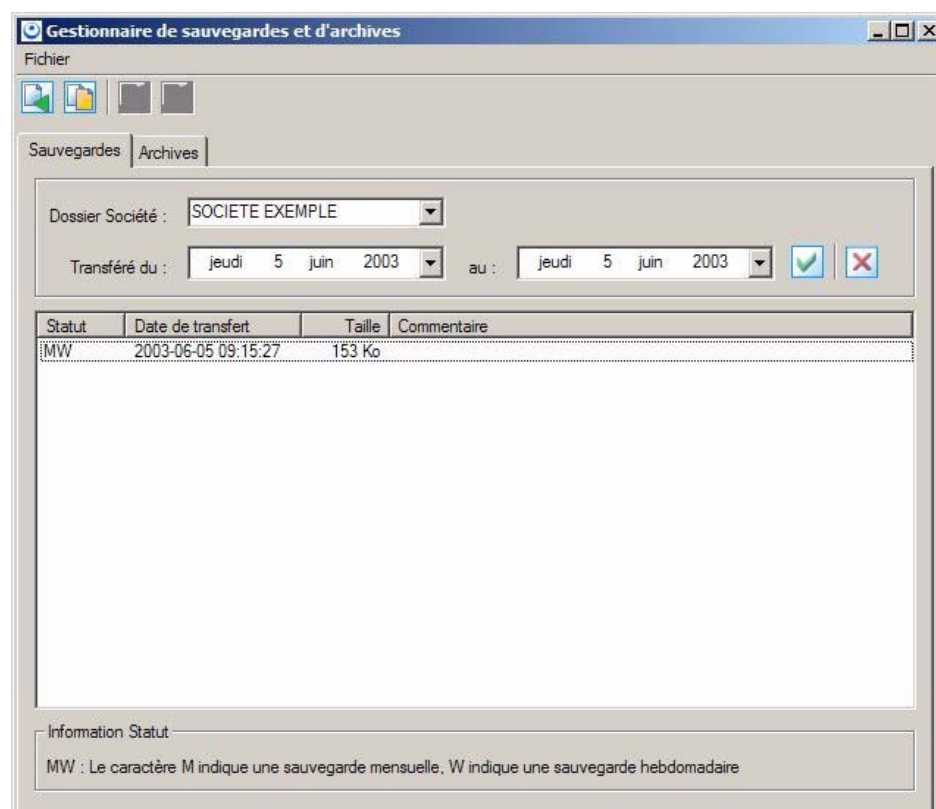 Gestionnaire de sauvegardes et d'archives
Fichier
Sauvegardes Archives
Dossier Société : SOCIETE EXEMPLE
Transféré du : jeudi 5 juin 2003 au : jeudi 5 juin 2003
Statut Date de transfert Taille Commentaire
MW 2003-06-05 09:15:27 153 Ko
Information Statut
MW : Le caractère M indique une sauvegarde mensuelle, W indique une sauvegarde hebdomadaire